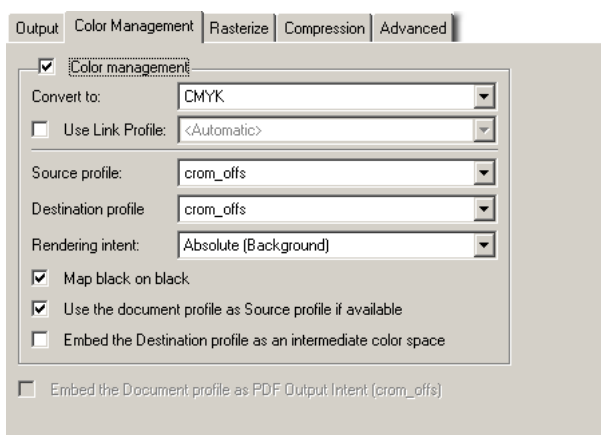 Output Color Management Rasterize Compression Advanced
Color management
Convert to: CMYK
Use Link Profile: <Automatic>
Source profile: crom_offs
Destination profile crom_offs
Rendering intent: Absolute (Background)
Map black on black
Use the document profile as Source profile if available
Embed the Destination profile as an intermediate color space
Embed the Document profile as PDF Output Intent (crom_offs)